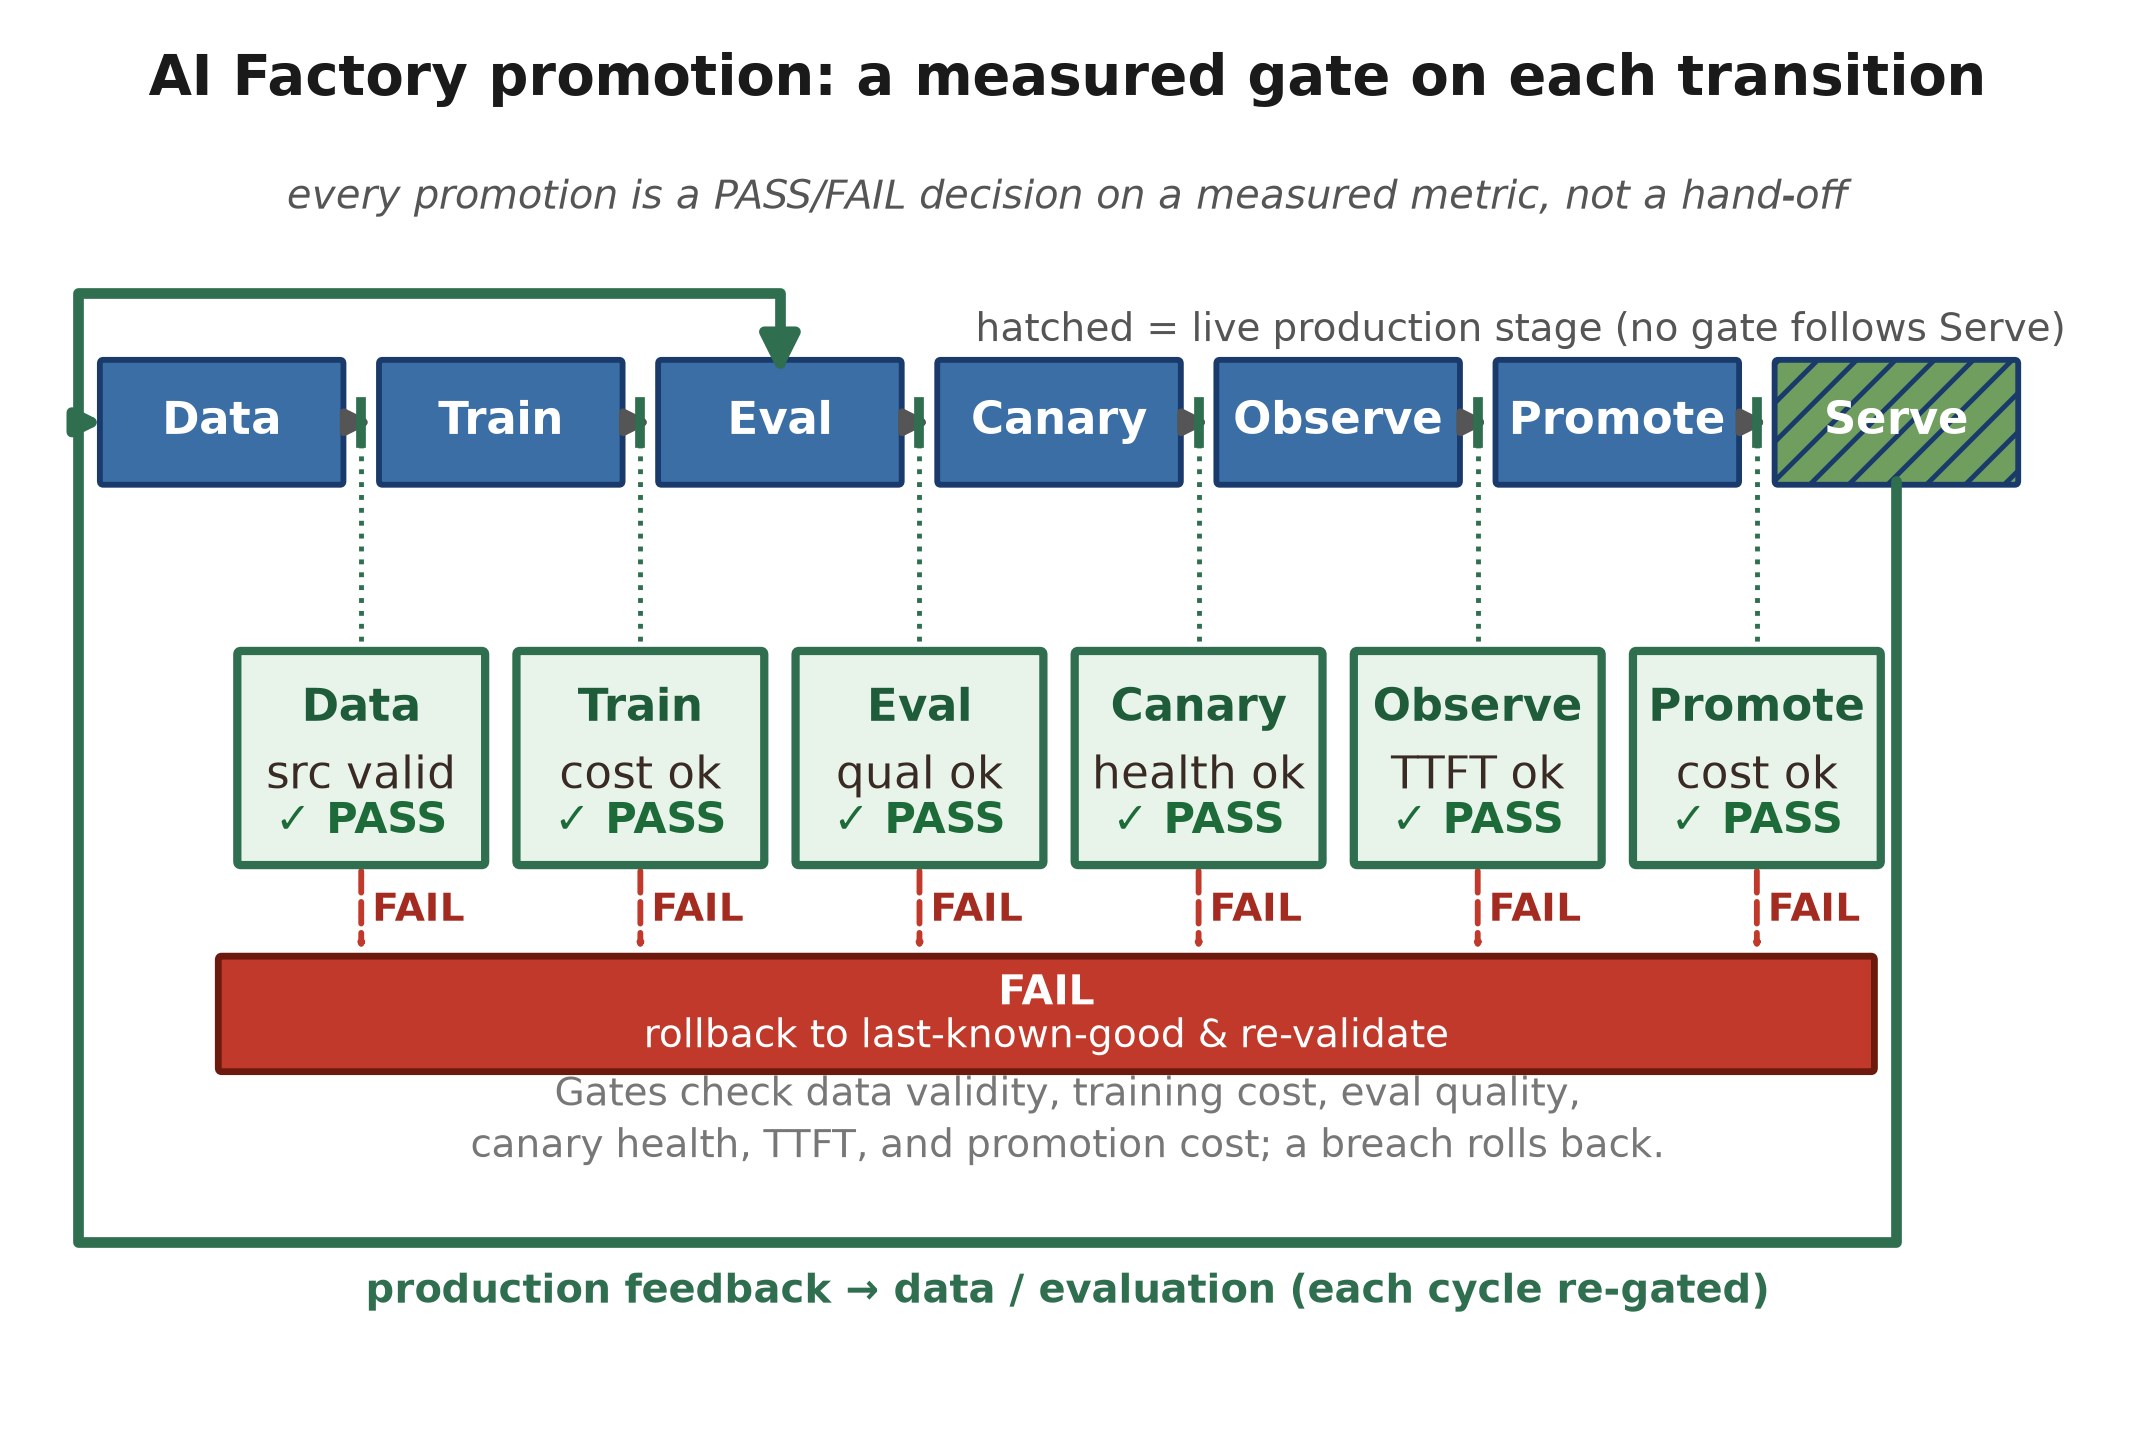 AI Factory promotion: a measured gate on each transition
every promotion is a PASS/FAIL decision on a measured metric, not a hand-off
hatched = live production stage (no gate follows Serve)
Data
Train
Eval
Canary
Observe
Promote
Serve
Data
src valid
✓ PASS
Train
cost ok
✓ PASS
Eval
qual ok
✓ PASS
Canary
health ok
✓ PASS
Observe
TTFT ok
✓ PASS
Promote
cost ok
✓ PASS
FAIL
FAIL
FAIL
FAIL
FAIL
FAIL
FAIL
rollback to last-known-good & re-validate
Gates check data validity, training cost, eval quality,
canary health, TTFT, and promotion cost; a breach rolls back.
production feedback → data / evaluation (each cycle re-gated)